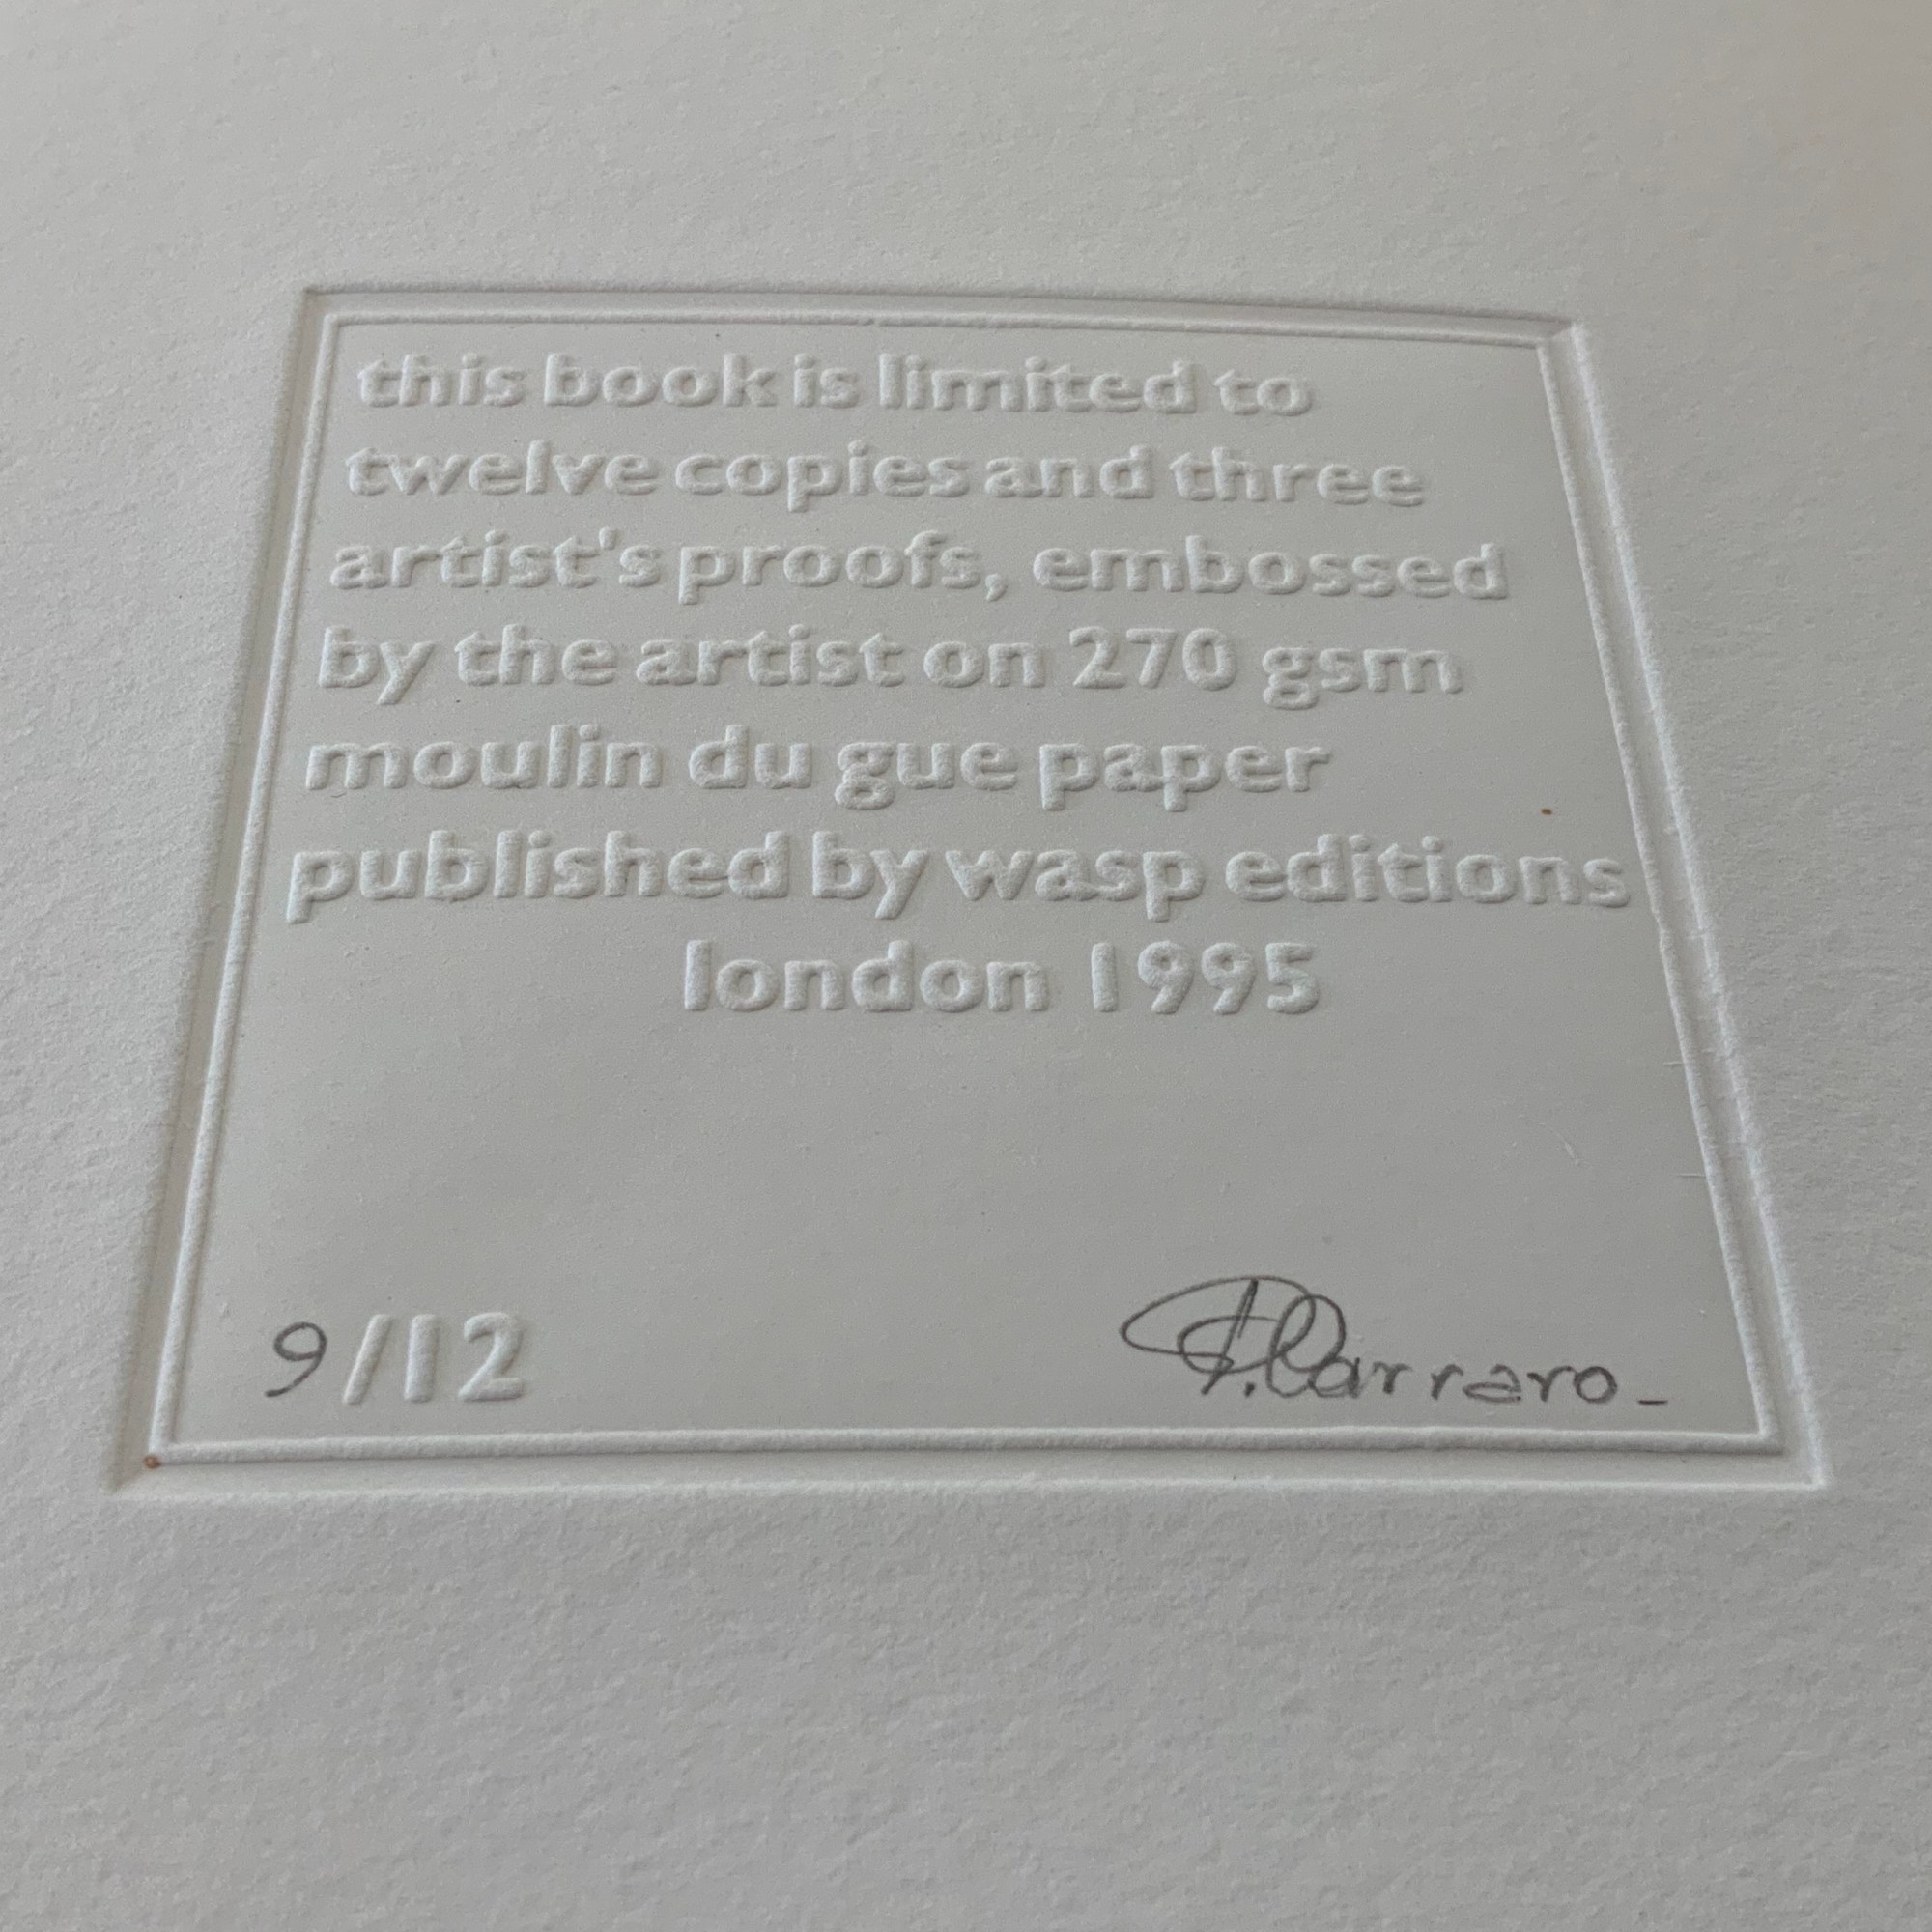 this book is limited to
twelve copies and three
artist's proofs, embossed
by the artist on 270 gsm
moulin du gue paper
published by wasp editions
london 1995
9/12
Carraro